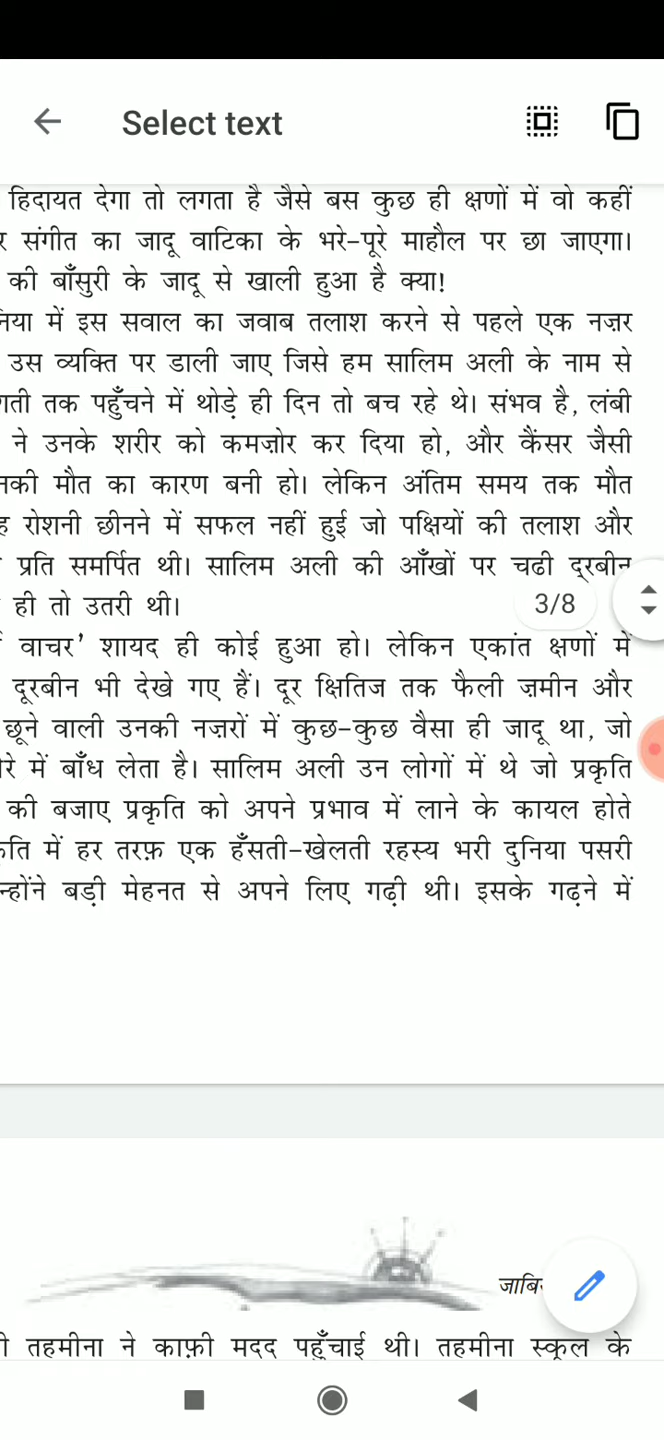 Select text
हिदायत देगा तो लगता है जैसे बस कुछ ही क्षणों में वो कहीं
संगीत का जादू वाटिका के भरे-पूरे माहौल पर छा जाएगा।
की बाँसुरी के जादू से खाली हुआ है क्या!
में इस सवाल का जवाब तलाश करने से पहले एक नज़र
उस व्यक्ति पर डाली जाए जिसे हम सालिम अली के नाम से
तक पहुँचने में थोड़े ही दिन तो बच रहे थे। संभव है, लंबी
ने उनके शरीर को कमज़ोर कर दिया हो, और कैंसर जैसी
मौत का कारण बनी हो। लेकिन अंतिम समय तक मौत
रोशनी छीनने में सफल नहीं हुई जो पक्षियों की तलाश और
प्रति समर्पित थी। सालिम अली की आँखों पर चढी दूरबीन
ही तो उतरी थी।
3/8
वाचर' शायद ही कोई हुआ हो। लेकिन एकांत क्षणों में
दूरबीन भी देखे गए हैं। दूर क्षितिज तक फैली ज़मीन और
छूने वाली उनकी नज़रों में कुछ-कुछ वैसा ही जादू था, जो
में बाँध लेता है। सालिम अली उन लोगों में थे जो प्रकृति
की बजाए प्रकृति को अपने प्रभाव में लाने के कायल होते
में हर तरफ़ एक हँसती-खेलती रहस्य भरी दुनिया पसरी
बड़ी मेहनत से अपने लिए गढ़ी थी। इसके गढ़ने में
तहमीना ने काफ़ी मदद पहुँचाई थी। तहमीना स्कूल के